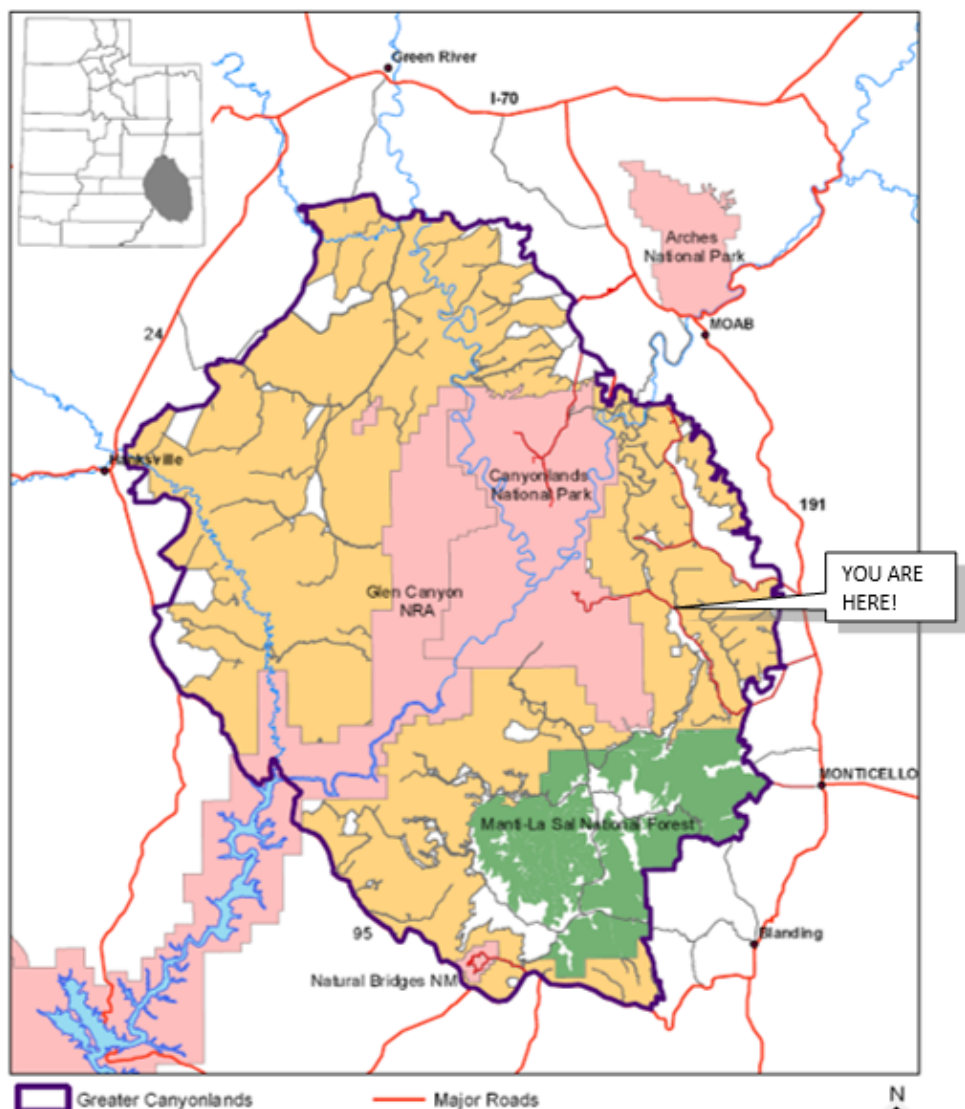 Green River
I-70
Arches
National Park
MOAB
24
Hanksville
Canyonlands
National Park
191
YOU ARE
HERE!
Glen Canyon
NRA
MONTICELLO
Manti-La Sal National Forest
95
Blanding
Natural Bridges NM
Greater Canyonlands
Major Roads
N